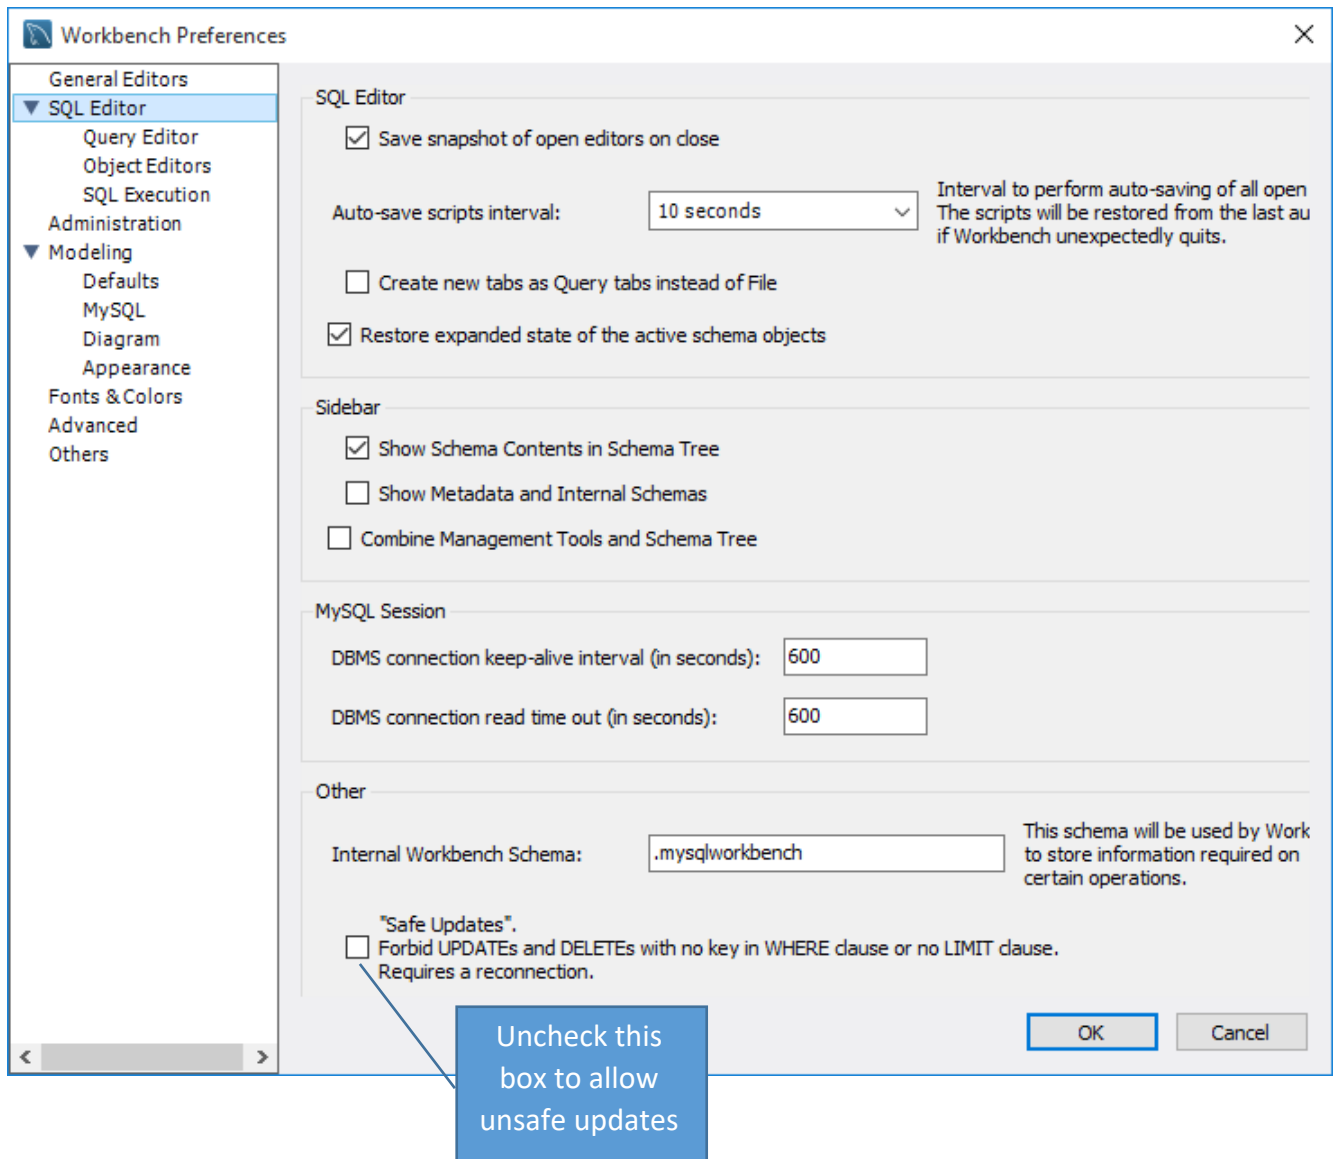 Workbench Preferences
General Editors
SQL Editor
Query Editor
Object Editors
SQL Execution
Administration
Modeling
Defaults
MySQL
Diagram
Appearance
Fonts & Colors
Advanced
Others
SQL Editor
Save snapshot of open editors on close
Auto-save scripts interval:
10 seconds
Interval to perform auto-saving of all open
The scripts will be restored from the last au
if Workbench unexpectedly quits.
Create new tabs as Query tabs instead of File
Restore expanded state of the active schema objects
Sidebar
Show Schema Contents in Schema Tree
Show Metadata and Internal Schemas
Combine Management Tools and Schema Tree
MySQL Session
DBMS connection keep-alive interval (in seconds):
600
DBMS connection read time out (in seconds):
600
Other
Internal Workbench Schema:
.mysqlworkbench
This schema will be used by Work
to store information required on
certain operations.
"Safe Updates".
Forbid UPDATEs and DELETEs with no key in WHERE clause or no LIMIT clause.
Requires a reconnection.
OK
Cancel
Uncheck this
box to allow
unsafe updates